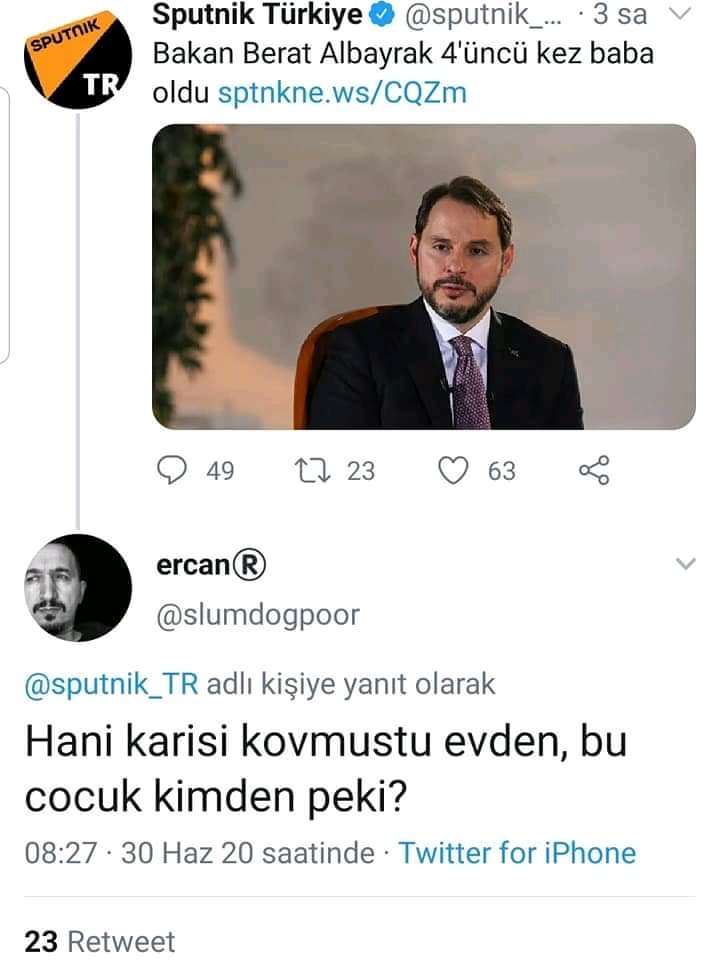 SPUTNIK
TR
Sputnik Türkiye @sputnik_... · 3 sa
Bakan Berat Albayrak 4'üncü kez baba
oldu sptnkne.ws/CQZm
49 23 63
ercan®
@slumdogpoor
@sputnik_TR adlı kişiye yanıt olarak
Hani karisi kovmustu evden, bu
cocuk kimden peki?
08:27 · 30 Haz 20 saatinde · Twitter for iPhone
23 Retweet